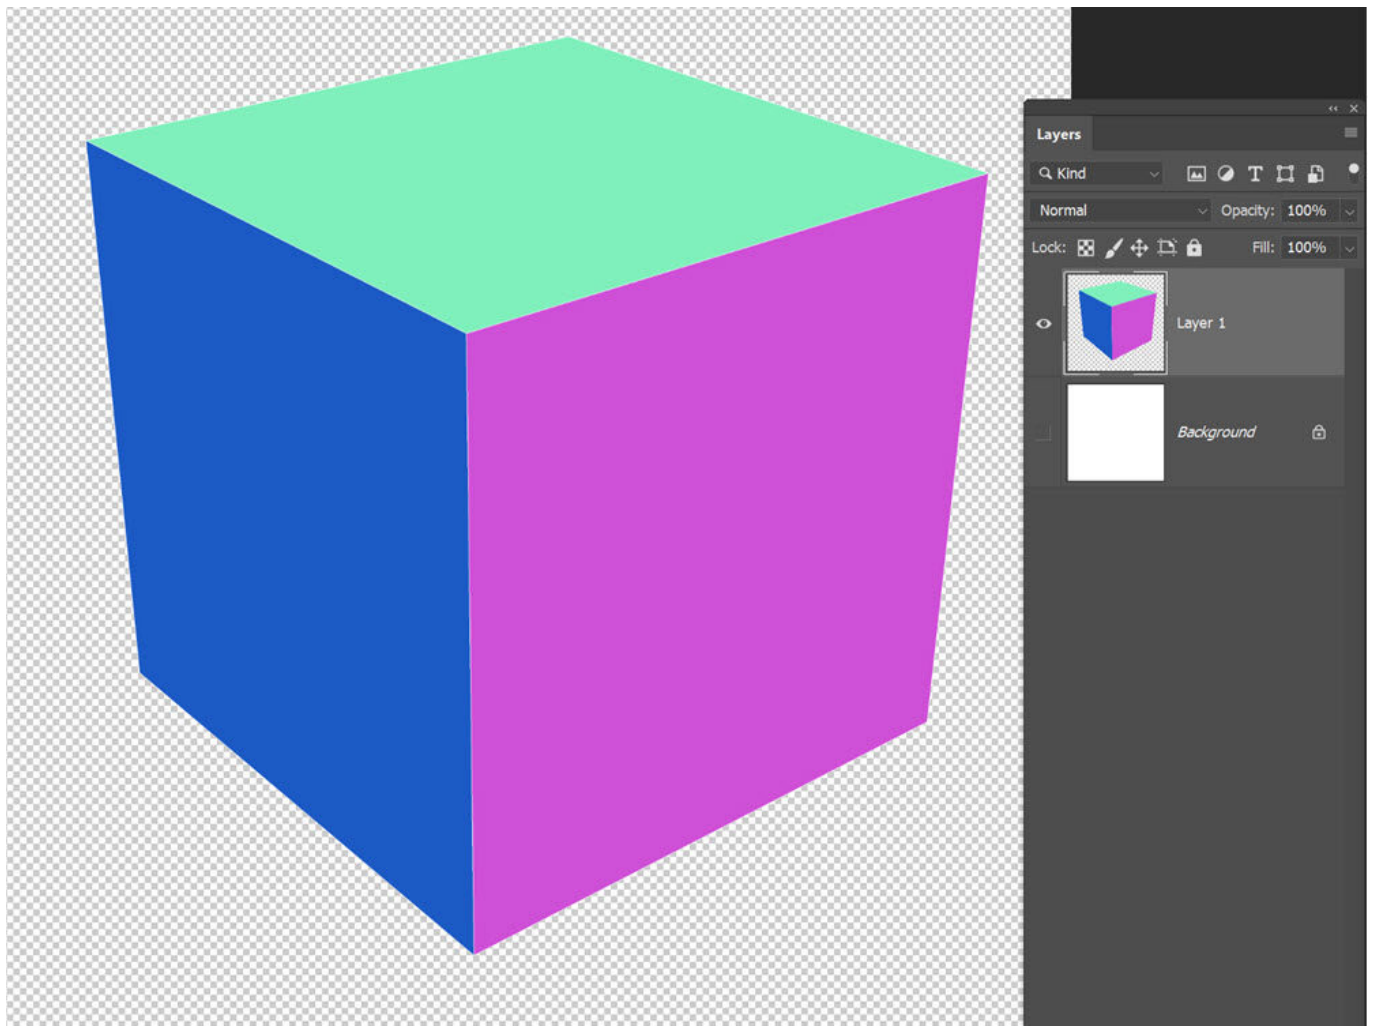 Layers
Kind
Normal Opacity: 100%
Lock: Fill: 100%
Layer 1
Background